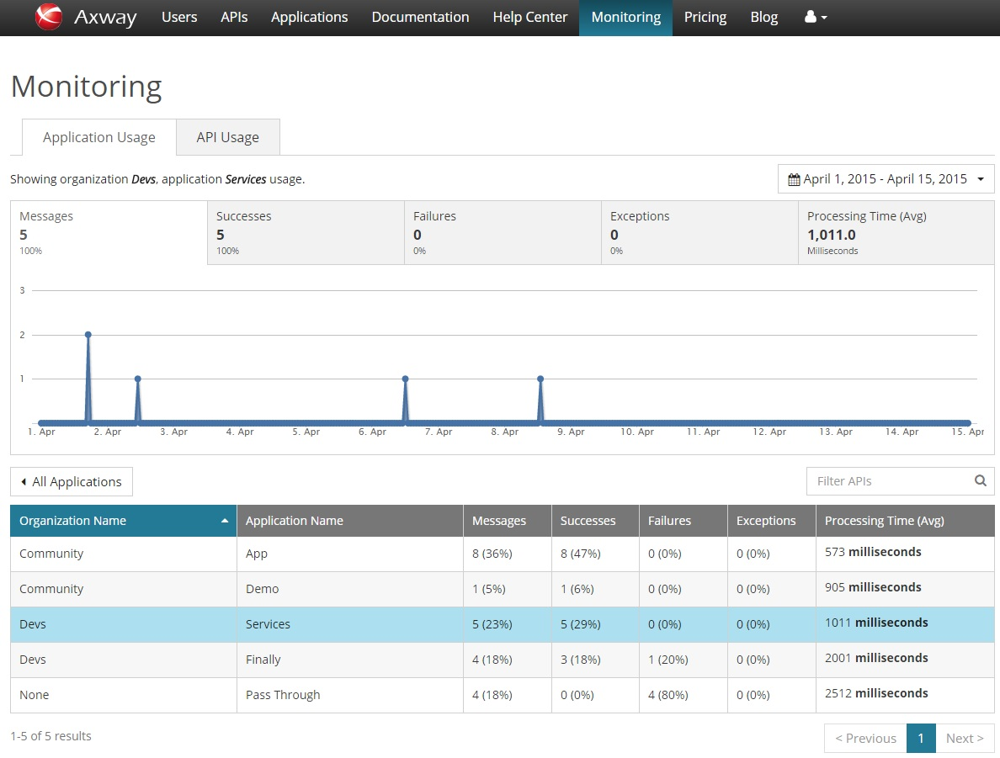 Axway Users APIs Applications Documentation Help Center Monitoring Pricing Blog
Monitoring
Application Usage API Usage
Showing organization Devs, application Services usage.
April 1, 2015 - April 15, 2015
Messages Successes Failures Exceptions Processing Time (Avg)
5 5 0 0 1,011.0
100% 100% 0% 0% Milliseconds
3
2
1
1. Apr 2. Apr 3. Apr 4. Apr 5. Apr 6. Apr 7. Apr 8. Apr 9. Apr 10. Apr 11. Apr 12. Apr 13. Apr 14. Apr 15. Apr
All Applications Filter APIs
Organization Name Application Name Messages Successes Failures Exceptions Processing Time (Avg)
Community App 8 (36%) 8 (47%) 0 (0%) 0 (0%) 573 milliseconds
Community Demo 1 (5%) 1 (6%) 0 (0%) 0 (0%) 905 milliseconds
Devs Services 5 (23%) 5 (29%) 0 (0%) 0 (0%) 1011 milliseconds
Devs Finally 4 (18%) 3 (18%) 1 (20%) 0 (0%) 2001 milliseconds
None Pass Through 4 (18%) 0 (0%) 4 (80%) 0 (0%) 2512 milliseconds
1-5 of 5 results < Previous 1 Next >